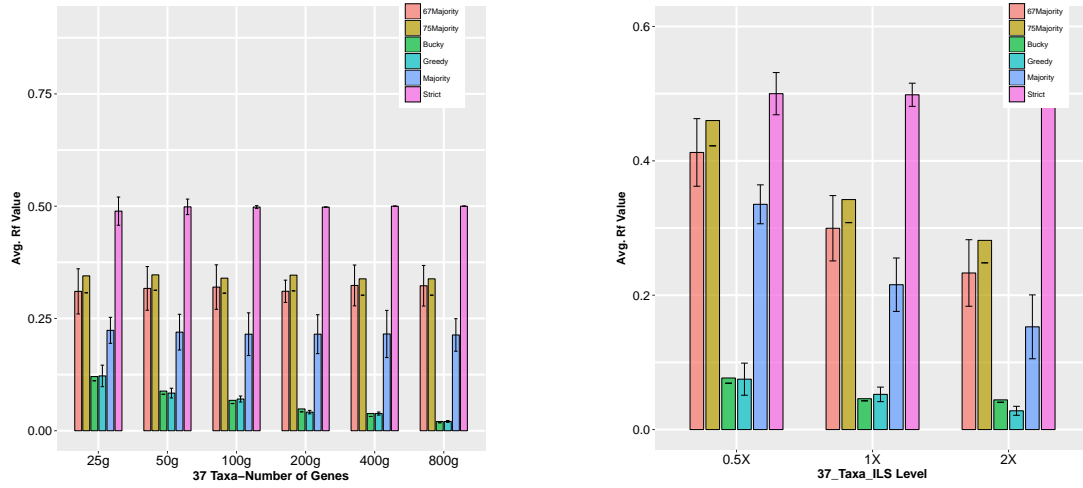 67Majority
75Majority
Bucky
Greedy
Majority
Strict
0.75
0.50
0.25
0.00
Avg. Rf Value
25g 50g 100g 200g 400g 800g
37 Taxa−Number of Genes
67Majority
75Majority
Bucky
Greedy
Majority
Strict
0.6
0.4
0.2
0.0
Avg. Rf Value
0.5X 1X 2X
37_Taxa_ILS Level